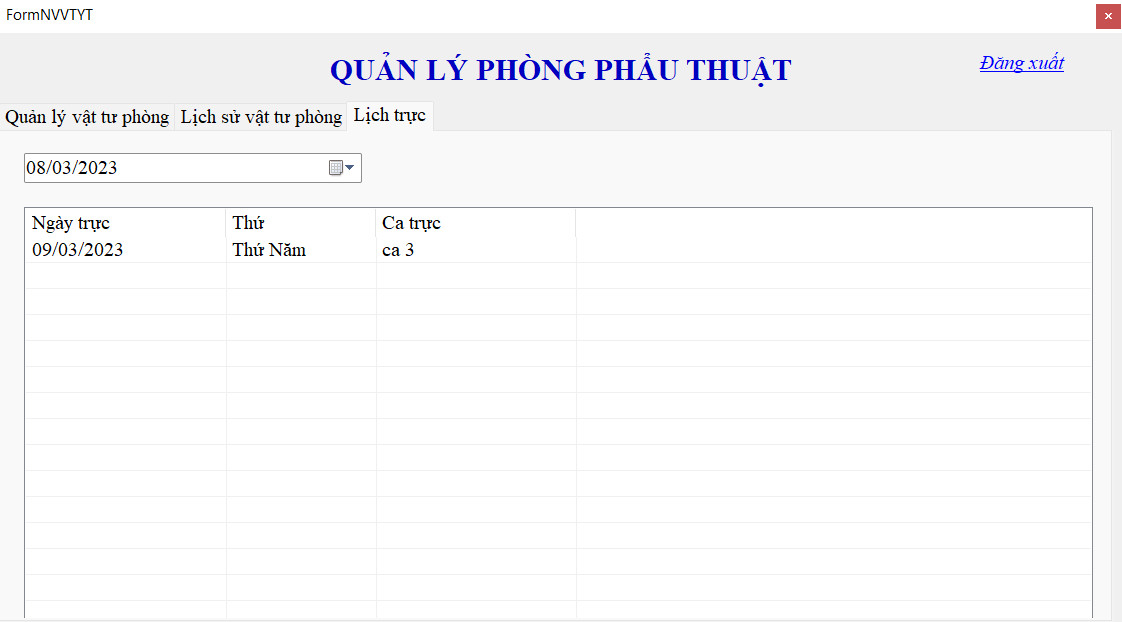 FormNVVTYT
QUẢN LÝ PHÒNG PHẨU THUẬT
Đăng xuất
Quản lý vật tư phòng Lịch sử vật tư phòng Lịch trực
08/03/2023
Ngày trực Thứ Ca trực
09/03/2023 Thứ Năm ca 3